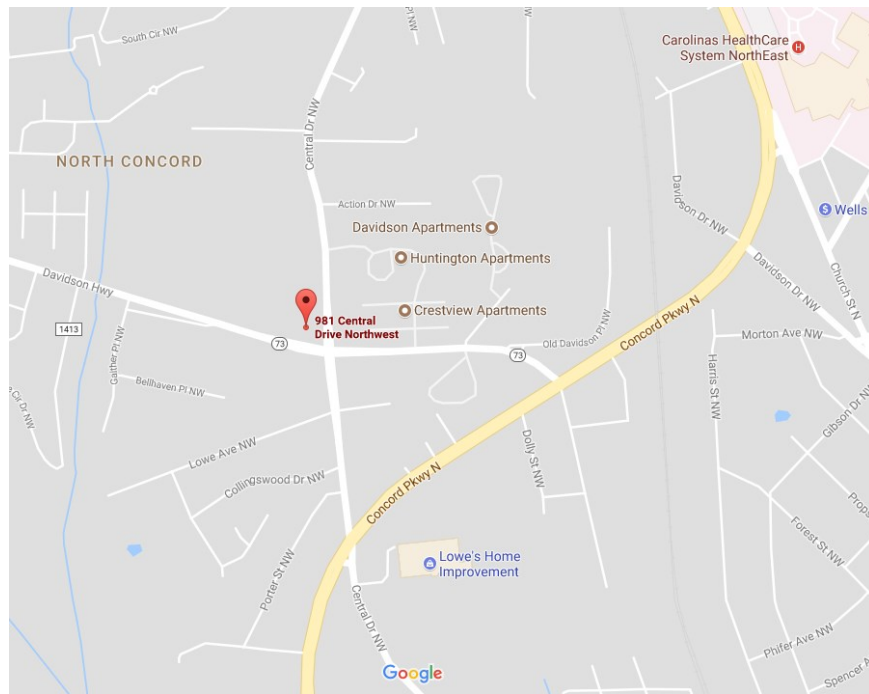 South Cir NW
Carolinas HealthCare
System NorthEast
Central Dr NW
NORTH CONCORD
Action Dr NW
Davidson Dr NW
Davidson Apartments
Wells
Huntington Apartments
Davidson Dr NW
Church St N
Davidson Hwy
Crestview Apartments
981 Central
Drive Northwest
1413
73
73
Old Davidson Pl NW
Concord Pkwy N
Morton Ave NW
Gaither Pl NW
Bellhaven Pl NW
Harris St NW
Cir Dr NW
Gibson Dr NW
Lowe Ave NW
Dolly St NW
Collingswood Dr NW
Concord Pkwy N
Props
Forest St NW
Lowe's Home
Improvement
Porter St NW
Central Dr NW
Phifer Ave NW
Google
Spencer A